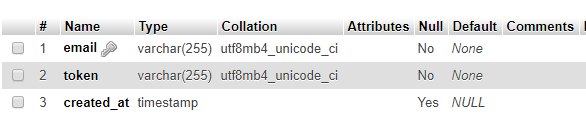 # Name Type Collation Attributes Null Default Comments
1 email varchar(255) utf8mb4_unicode_ci No None
2 token varchar(255) utf8mb4_unicode_ci No None
3 created_at timestamp Yes NULL